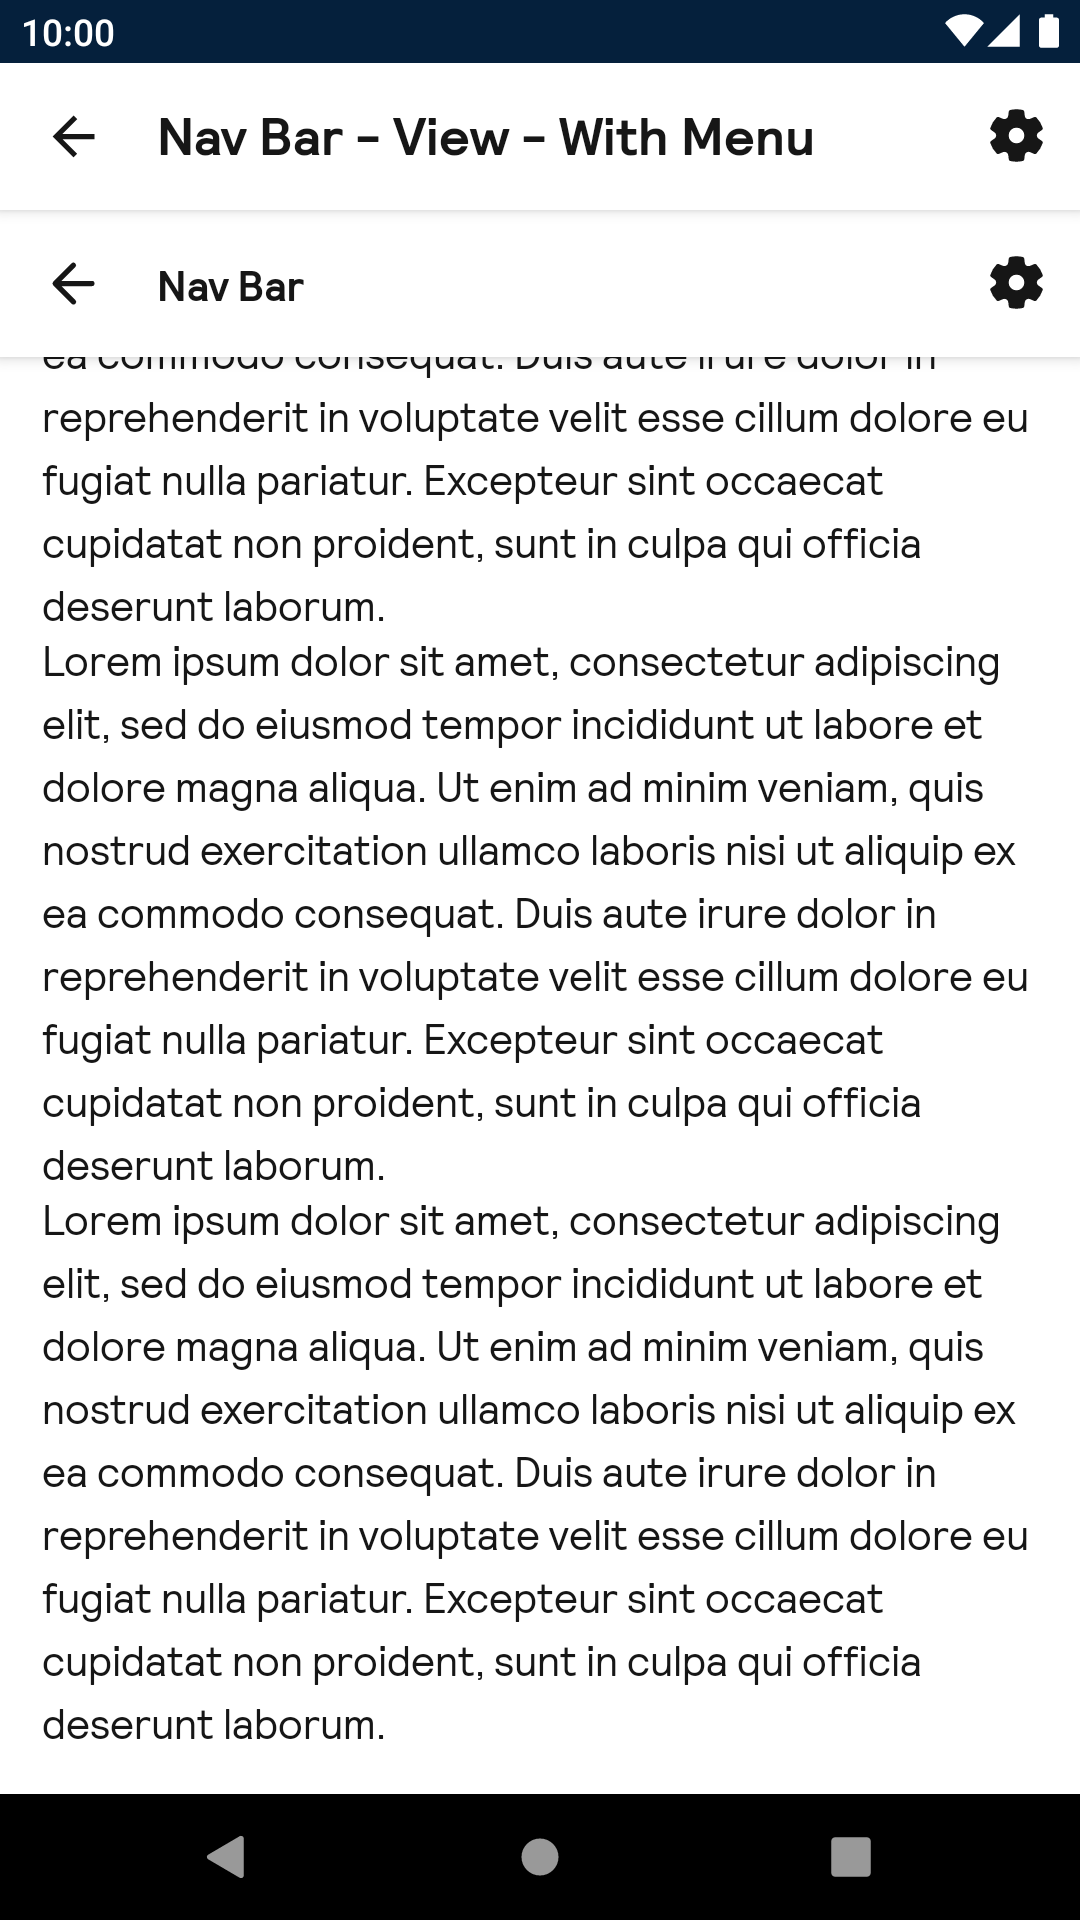 10:00
Nav Bar – View – With Menu
Nav Bar
ea commodo consequat. Duis aute irure dolor in
reprehenderit in voluptate velit esse cillum dolore eu
fugiat nulla pariatur. Excepteur sint occaecat
cupidatat non proident, sunt in culpa qui officia
deserunt laborum.
Lorem ipsum dolor sit amet, consectetur adipiscing
elit, sed do eiusmod tempor incididunt ut labore et
dolore magna aliqua. Ut enim ad minim veniam, quis
nostrud exercitation ullamco laboris nisi ut aliquip ex
ea commodo consequat. Duis aute irure dolor in
reprehenderit in voluptate velit esse cillum dolore eu
fugiat nulla pariatur. Excepteur sint occaecat
cupidatat non proident, sunt in culpa qui officia
deserunt laborum.
Lorem ipsum dolor sit amet, consectetur adipiscing
elit, sed do eiusmod tempor incididunt ut labore et
dolore magna aliqua. Ut enim ad minim veniam, quis
nostrud exercitation ullamco laboris nisi ut aliquip ex
ea commodo consequat. Duis aute irure dolor in
reprehenderit in voluptate velit esse cillum dolore eu
fugiat nulla pariatur. Excepteur sint occaecat
cupidatat non proident, sunt in culpa qui officia
deserunt laborum.